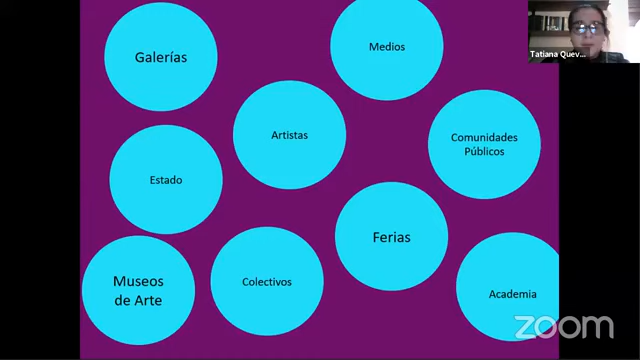 Galerías
Medios
Tatiana Quev...
Artistas
Comunidades
Públicos
Estado
Ferias
Museos
de Arte
Colectivos
Academia
zoom